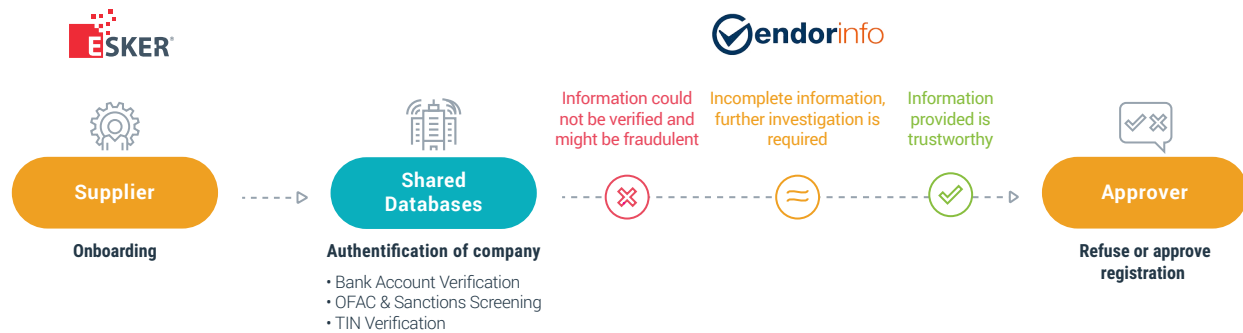 ESKER®
Vendorinfo
Information could
not be verified and
might be fraudulent
Incomplete information,
further investigation is
required
Information
provided is
trustworthy
Supplier
Shared
Databases
Approver
Onboarding
Authentification of company
• Bank Account Verification
• OFAC & Sanctions Screening
• TIN Verification
Refuse or approve
registration